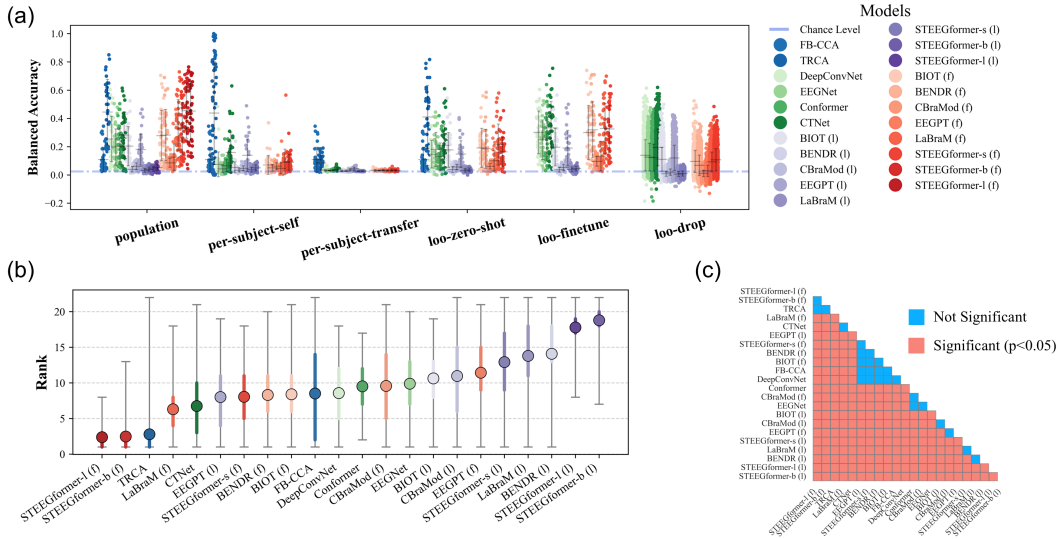 (a)
Balanced Accuracy
1.0
0.8
0.6
0.4
0.2
0.0
−0.2
population
per-subject-self
per-subject-transfer
loo-zero-shot
loo-finetune
loo-drop
Models
Chance Level
FB-CCA
TRCA
DeepConvNet
EEGNet
Conformer
CTNet
BIOT (l)
BENDR (l)
CBraMod (l)
EEGPT (l)
LaBraM (l)
STEEGformer-s (l)
STEEGformer-b (l)
STEEGformer-l (l)
BIOT (f)
BENDR (f)
CBraMod (f)
EEGPT (f)
LaBraM (f)
STEEGformer-s (f)
STEEGformer-b (f)
STEEGformer-l (f)
(b)
Rank
20
15
10
5
0
STEEGformer-l (f)
STEEGformer-b (f)
TRCA
LaBraM (f)
CTNet
EEGPT (l)
STEEGformer-s (f)
BENDR (f)
BIOT (f)
FB-CCA
DeepConvNet
Conformer
CBraMod (f)
EEGNet
BIOT (l)
CBraMod (l)
EEGPT (f)
STEEGformer-s (l)
LaBraM (l)
BENDR (l)
STEEGformer-l (l)
STEEGformer-b (l)
(c)
STEEGformer-l (f)
STEEGformer-b (f)
TRCA
LaBraM (f)
CTNet
EEGPT (l)
STEEGformer-s (f)
BENDR (f)
BIOT (f)
FB-CCA
DeepConvNet
Conformer
CBraMod (f)
EEGNet
BIOT (l)
CBraMod (l)
EEGPT (f)
STEEGformer-s (l)
LaBraM (l)
BENDR (l)
STEEGformer-l (l)
STEEGformer-b (l)
Not Significant
Significant (p<0.05)